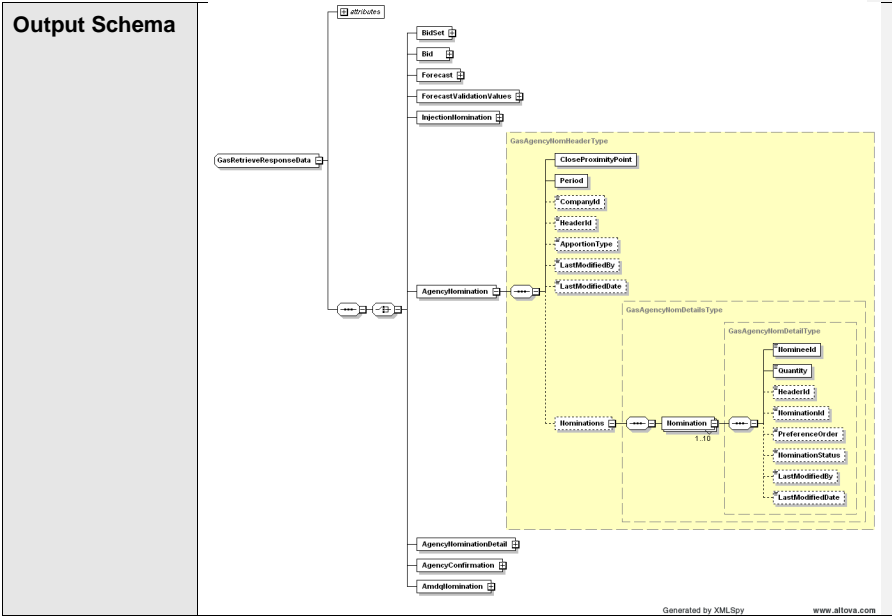 Output Schema
attributes
BidSet
Bid
Forecast
ForecastValidationValues
InjectionNomination
GasAgencyNomHeaderType
CloseProximityPoint
GasRetrieveResponseData
Period
CompanyId
HeaderId
ApportionType
LastModifiedBy
LastModifiedDate
AgencyNomination
GasAgencyNomDetailsType
GasAgencyNomDetailType
NomineeId
Quantity
HeaderId
NominationId
Nominations
Nomination
1..10
PreferenceOrder
NominationStatus
LastModifiedBy
LastModifiedDate
AgencyNominationDetail
AgencyConfirmation
AmdqNomination
Generated by XMLSpy
www.altova.com